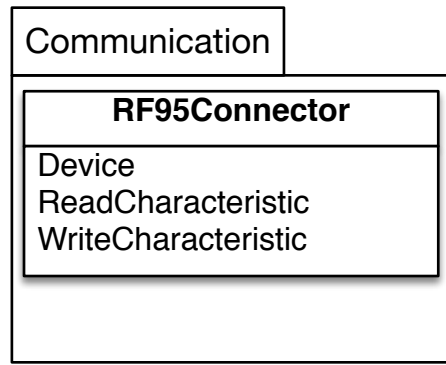 Communication
RF95Connector
Device
ReadCharacteristic
WriteCharacteristic